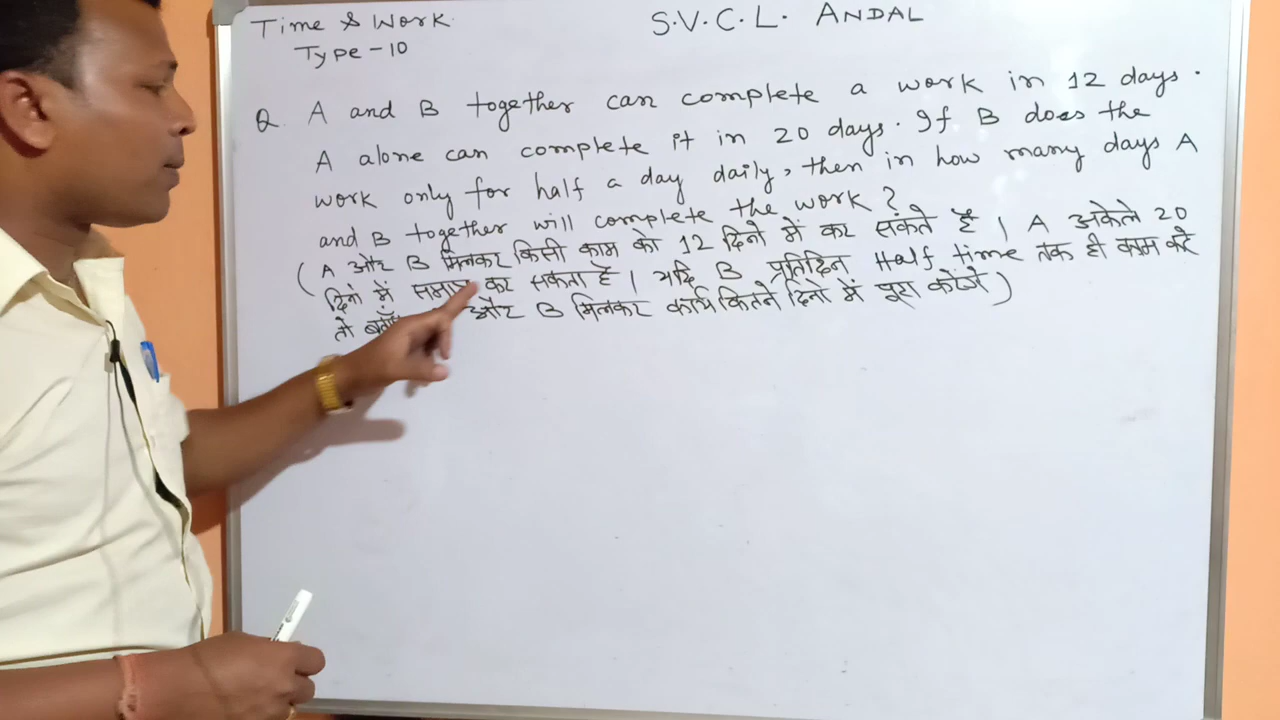 Time & Work
Type - 10
S.V.C.L. ANDAL
Q. A and B together can complete a work in 12 days.
A alone can complete it in 20 days. If B does the
work only for half a day daily, then in how many days A
and B together will complete the work?
(A और B मिलकर किसी काम को 12 दिनो में कर सकते हैं | A अकेले 20
दिनों में समाप्त कर सकता है | यदि B प्रतिदिन Half time तक ही काम करे
तो और B मिलकर कार्य कितने दिनों में पूरा करेंगे)